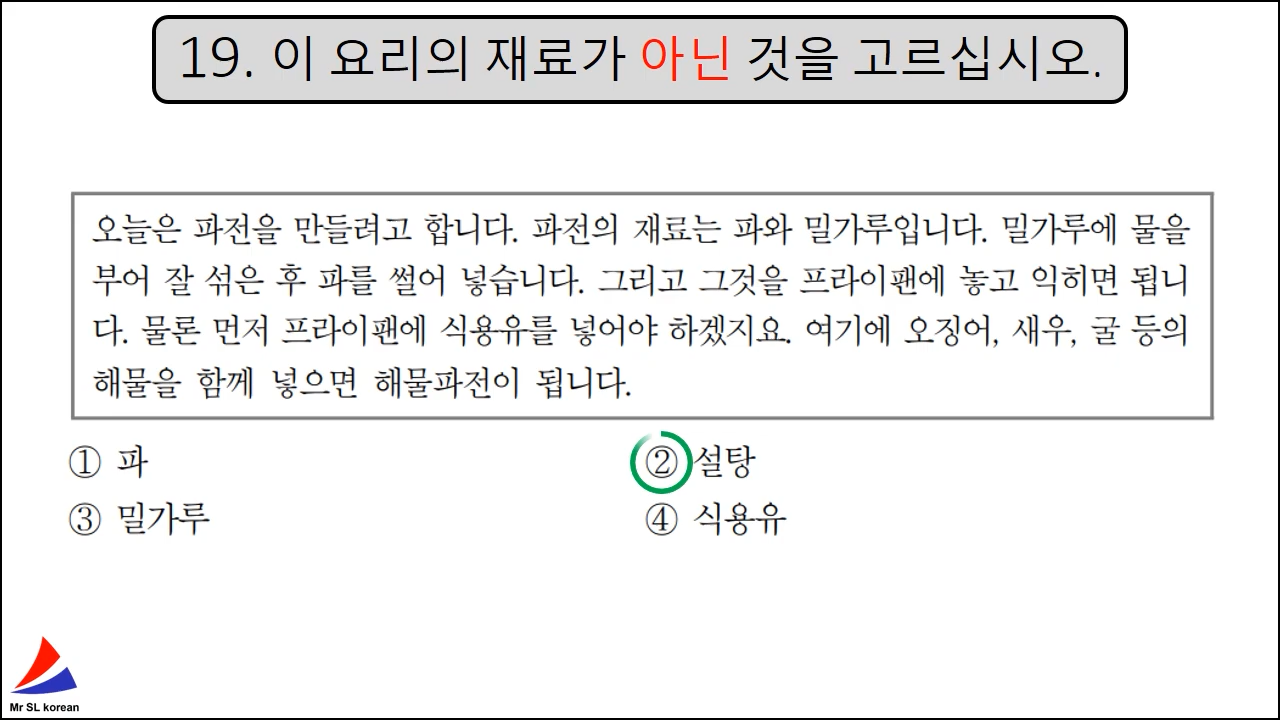 19. 이 요리의 재료가 아닌 것을 고르십시오.
오늘은 파전을 만들려고 합니다. 파전의 재료는 파와 밀가루입니다. 밀가루에 물을
부어 잘 섞은 후 파를 썰어 넣습니다. 그리고 그것을 프라이팬에 놓고 익히면 됩니
다. 물론 먼저 프라이팬에 식용유를 넣어야 하겠지요. 여기에 오징어, 새우, 굴 등의
해물을 함께 넣으면 해물파전이 됩니다.
① 파
② 설탕
③ 밀가루
④ 식용유
Mr SL korean